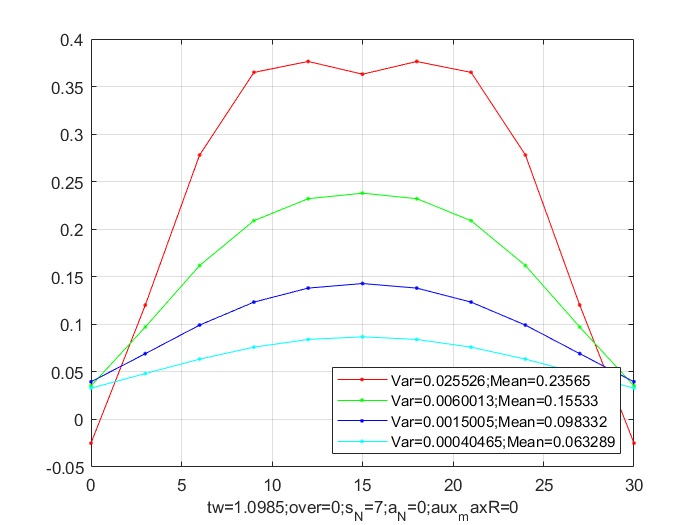 0.4
0.35
0.3
0.25
0.2
0.15
0.1
0.05
0
-0.05
0 5 10 15 20 25 30
Var=0.025526;Mean=0.23565
Var=0.0060013;Mean=0.15533
Var=0.0015005;Mean=0.098332
Var=0.00040465;Mean=0.063289
tw=1.0985;over=0;s_N=7;a_N=0;aux_maxR=0